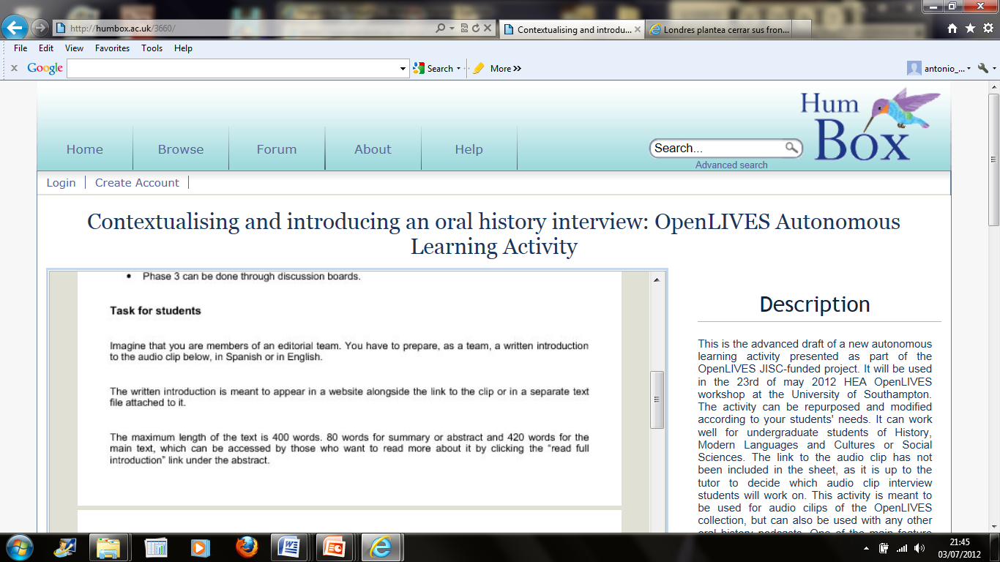 http://humbox.ac.uk/3660/
Contextualising and introdu...
Londres plantea cerrar sus fron...
File Edit View Favorites Tools Help
Google
Search
More
antonio_...
Hum
Box
Home Browse Forum About Help
Search...
Advanced search
Login Create Account
Contextualising and introducing an oral history interview: OpenLIVES Autonomous
Learning Activity
• Phase 3 can be done through discussion boards.
Task for students
Imagine that you are members of an editorial team. You have to prepare, as a team, a written introduction
to the audio clip below, in Spanish or in English.
The written introduction is meant to appear in a website alongside the link to the clip or in a separate text
file attached to it.
The maximum length of the text is 400 words. 80 words for summary or abstract and 420 words for the
main text, which can be accessed by those who want to read more about it by clicking the “read full
introduction” link under the abstract.
Description
This is the advanced draft of a new autonomous
learning activity presented as part of the
OpenLIVES JISC-funded project. It will be used
in the 23rd of may 2012 HEA OpenLIVES
workshop at the University of Southampton.
The activity can be repurposed and modified
according to your students' needs. It can work
well for undergraduate students of History,
Modern Languages and Cultures or Social
Sciences. The link to the audio clip has not
been included in the sheet, as it is up to the
tutor to decide which audio clip interview
students will work on. This activity is meant to
be used for audio cilips of the OpenLIVES
collection, but can also be used with any other
oral history podcasts. One of the main feature
21:45
03/07/2012